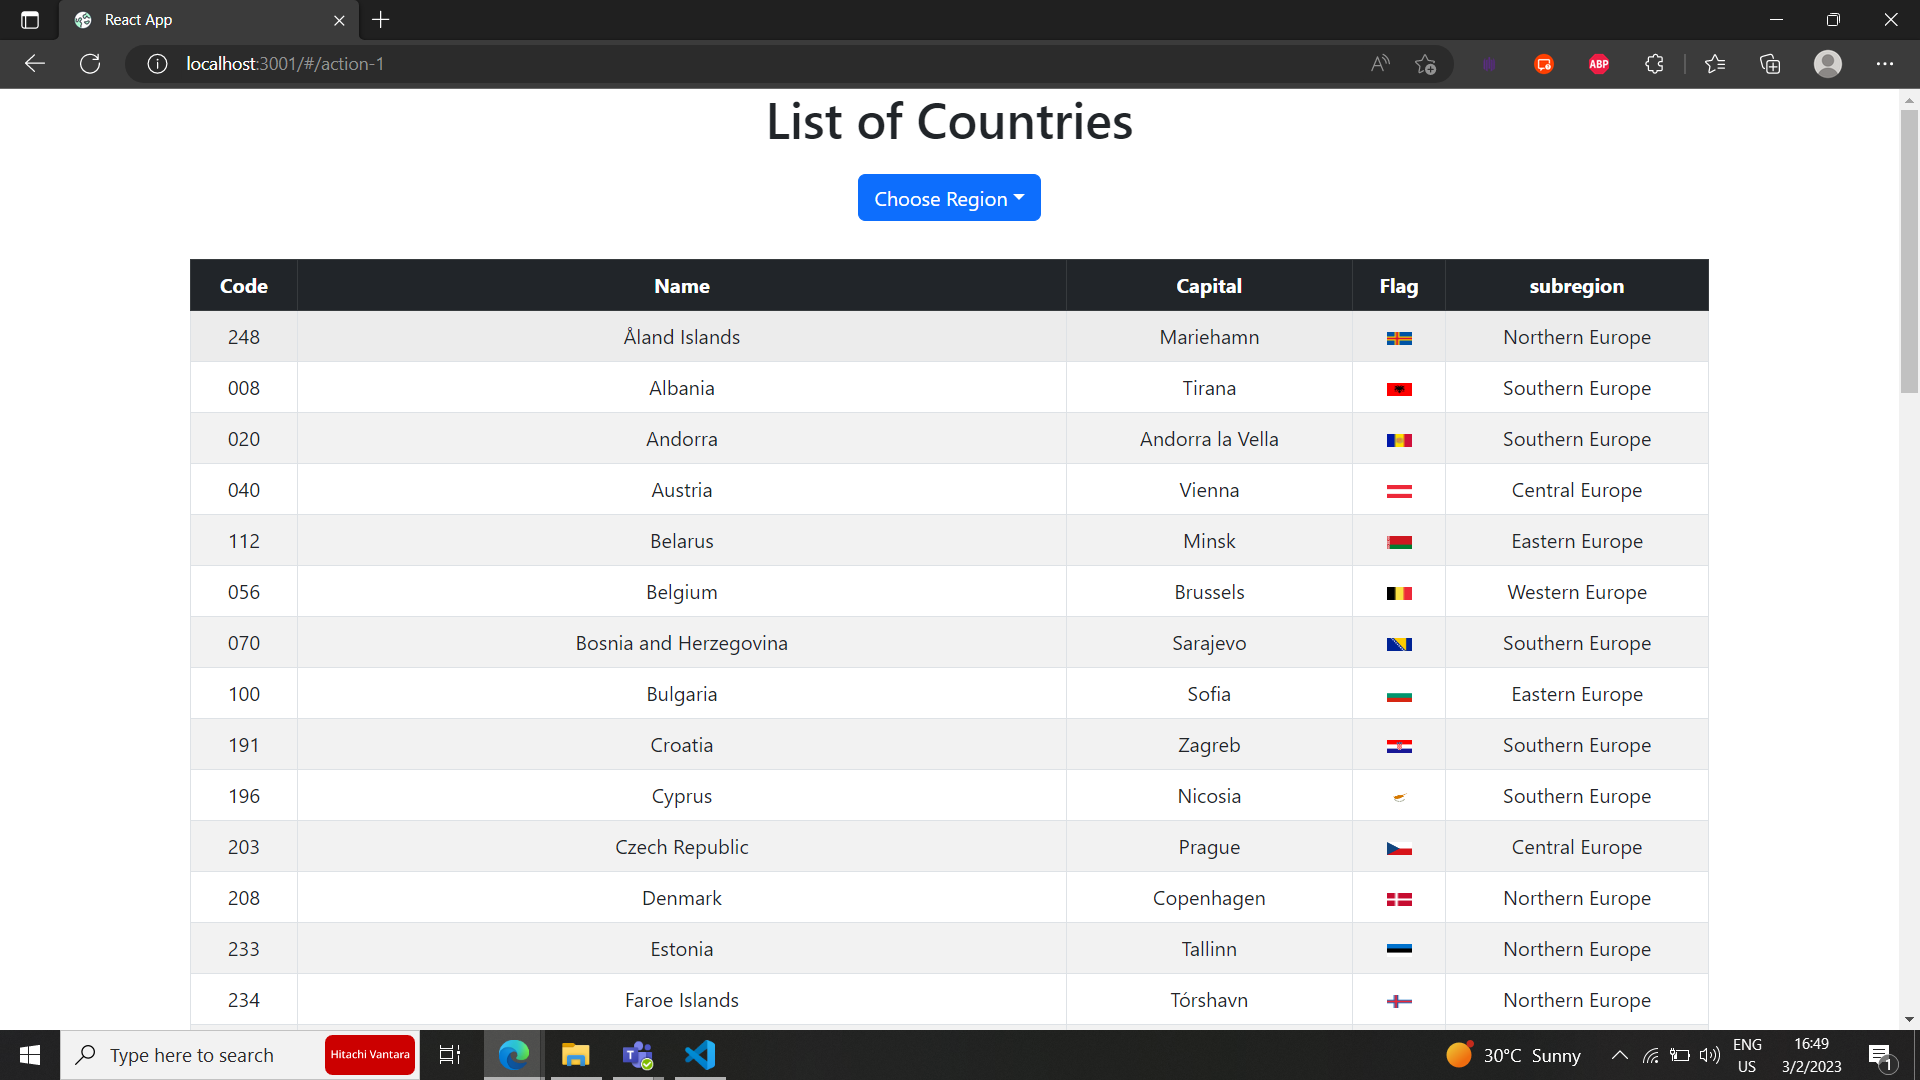 React App
localhost:3001/#/action-1
ABP
List of Countries
Choose Region
Code Name Capital Flag subregion
248 Åland Islands Mariehamn Northern Europe
008 Albania Tirana Southern Europe
020 Andorra Andorra la Vella Southern Europe
040 Austria Vienna Central Europe
112 Belarus Minsk Eastern Europe
056 Belgium Brussels Western Europe
070 Bosnia and Herzegovina Sarajevo Southern Europe
100 Bulgaria Sofia Eastern Europe
191 Croatia Zagreb Southern Europe
196 Cyprus Nicosia Southern Europe
203 Czech Republic Prague Central Europe
208 Denmark Copenhagen Northern Europe
233 Estonia Tallinn Northern Europe
234 Faroe Islands Tórshavn Northern Europe
Type here to search
Hitachi Vantara
30°C Sunny
ENG
US
16:49
3/2/2023
1